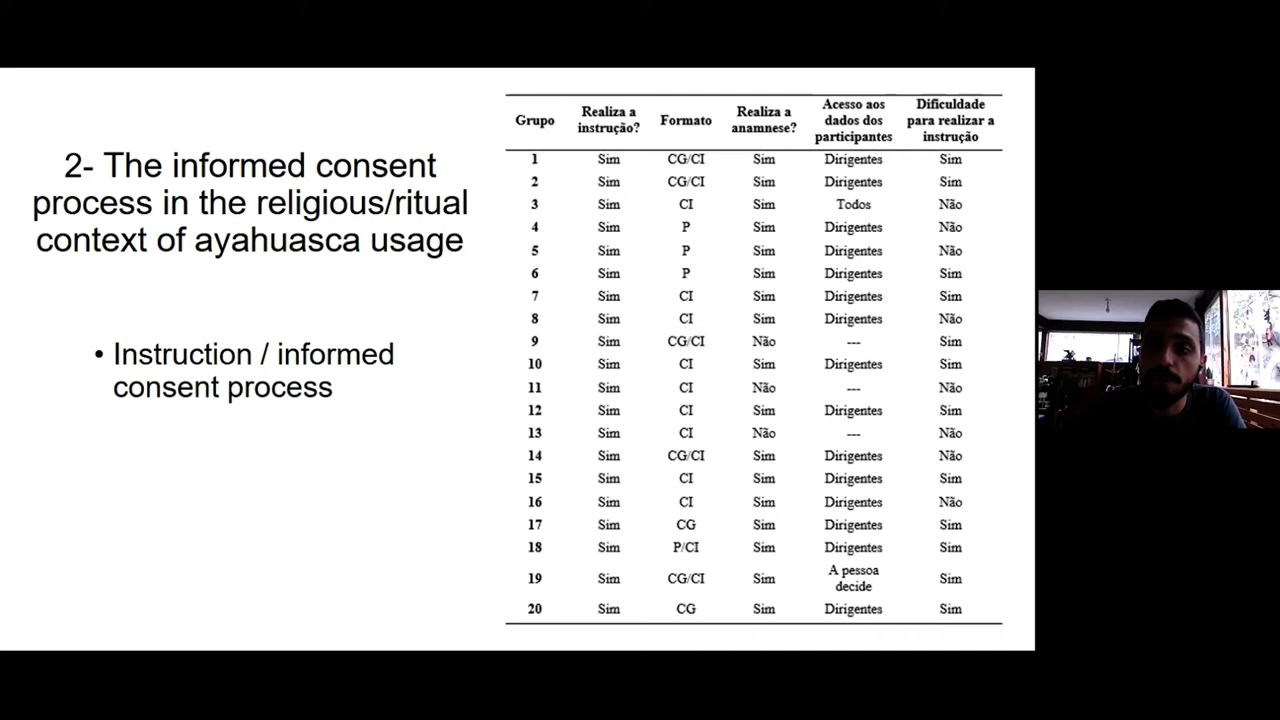 2- The informed consent
process in the religious/ritual
context of ayahuasca usage
• Instruction / informed
consent process
Grupo Realiza a instrução? Formato Realiza a anamnese? Acesso aos dados dos participantes Dificuldade para realizar a instrução
1 Sim CG/CI Sim Dirigentes Sim
2 Sim CG/CI Sim Dirigentes Sim
3 Sim CI Sim Todos Não
4 Sim P Sim Dirigentes Não
5 Sim P Sim Dirigentes Não
6 Sim P Sim Dirigentes Sim
7 Sim CI Sim Dirigentes Sim
8 Sim CI Sim Dirigentes Não
9 Sim CG/CI Não --- Sim
10 Sim CI Sim Dirigentes Sim
11 Sim CI Não --- Não
12 Sim CI Sim Dirigentes Sim
13 Sim CI Não --- Não
14 Sim CG/CI Sim Dirigentes Não
15 Sim CI Sim Dirigentes Sim
16 Sim CI Sim Dirigentes Não
17 Sim CG Sim Dirigentes Sim
18 Sim P/CI Sim Dirigentes Sim
19 Sim CG/CI Sim A pessoa decide Sim
20 Sim CG Sim Dirigentes Sim